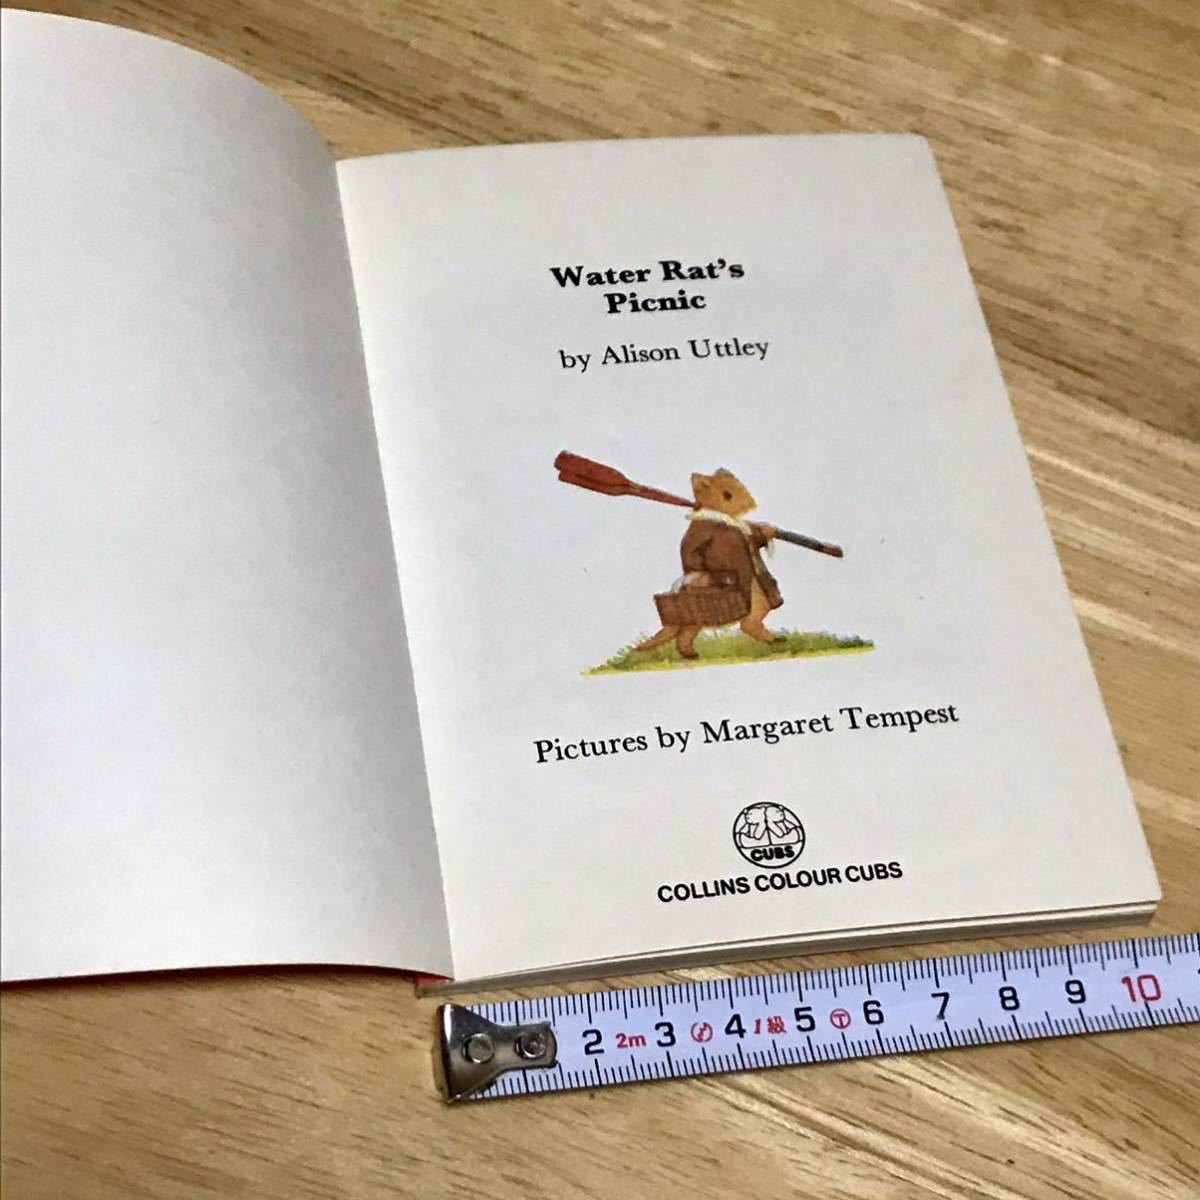 Water Rat's
Picnic
by Alison Uttley
Pictures by Margaret Tempest
CUBS
COLLINS COLOUR CUBS
2 2m 3 4 1級 5 6 7 8 9 10